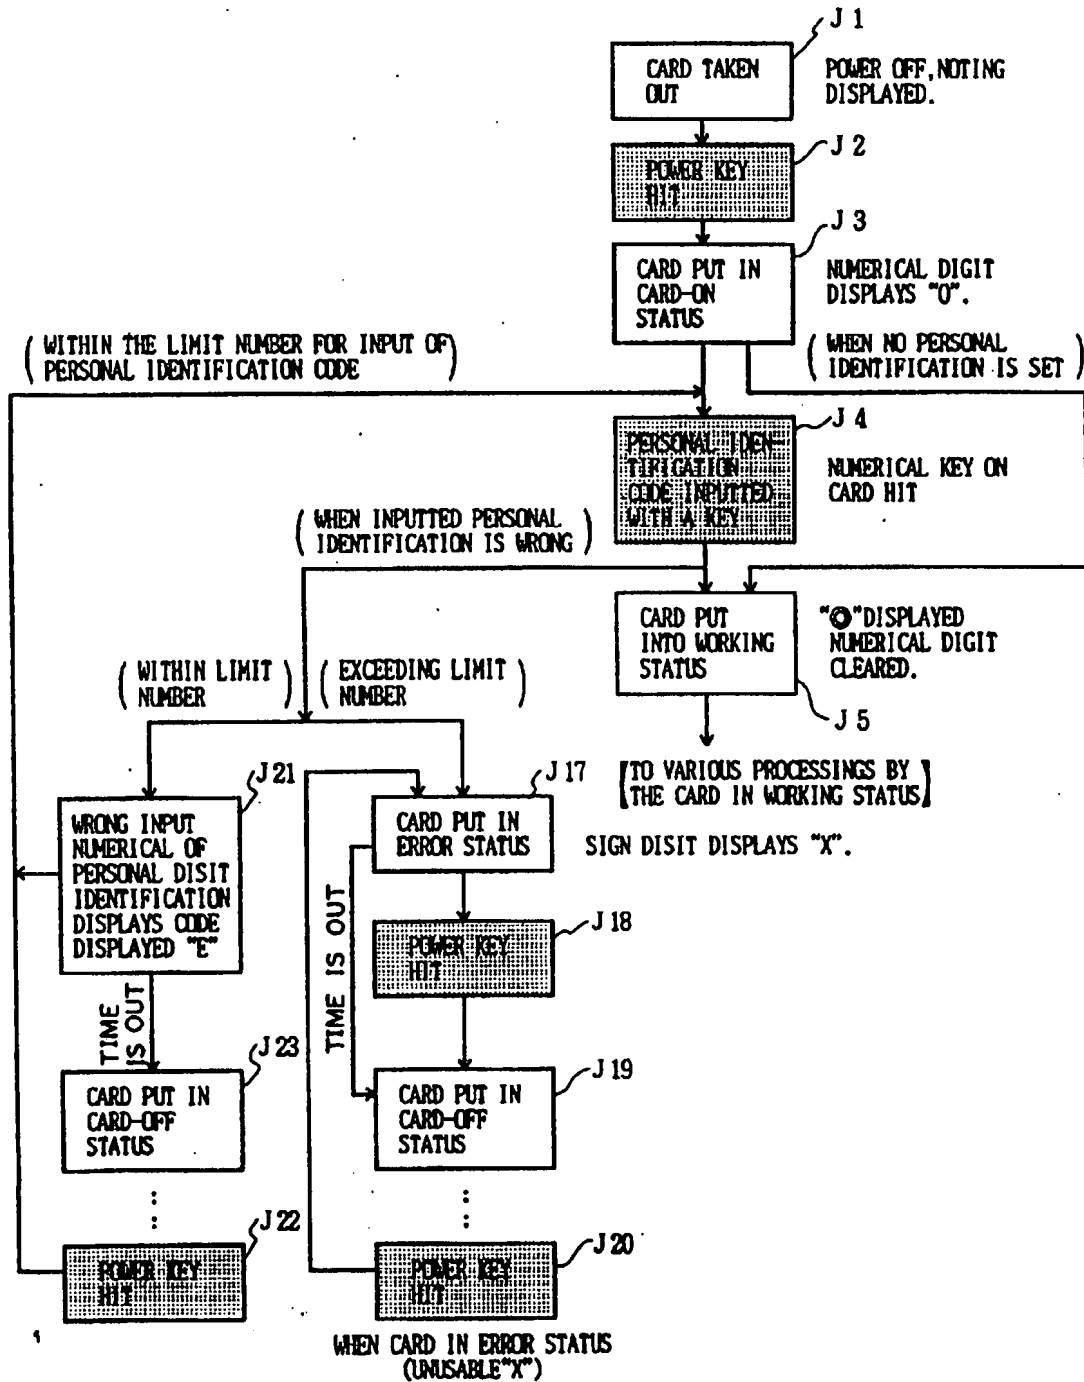 J 1
CARD TAKEN
OUT
POWER OFF, NOTING
DISPLAYED.
J 2
POWER KEY
HIT
J 3
CARD PUT IN
CARD-ON
STATUS
NUMERICAL DIGIT
DISPLAYS "0".
(WITHIN THE LIMIT NUMBER FOR INPUT OF
PERSONAL IDENTIFICATION CODE)
(WHEN NO PERSONAL
IDENTIFICATION IS SET)
J 4
PERSONAL IDEN-
TIFICATION
CODE INPUTTED
WITH A KEY
NUMERICAL KEY ON
CARD HIT
(WHEN INPUTTED PERSONAL
IDENTIFICATION IS WRONG)
CARD PUT
INTO WORKING
STATUS
"◎" DISPLAYED
NUMERICAL DIGIT
CLEARED.
J 5
(WITHIN LIMIT
NUMBER)
(EXCEEDING LIMIT
NUMBER)
[TO VARIOUS PROCESSINGS BY
THE CARD IN WORKING STATUS]
J 21
WRONG INPUT
NUMERICAL OF
PERSONAL DISIT
IDENTIFICATION
DISPLAYS CODE
DISPLAYED "E"
J 17
CARD PUT IN
ERROR STATUS
SIGN DISIT DISPLAYS "X".
TIME IS OUT
J 18
POWER KEY
HIT
TIME
IS OUT
J 23
CARD PUT IN
CARD-OFF
STATUS
J 19
CARD PUT IN
CARD-OFF
STATUS
J 22
POWER KEY
HIT
J 20
POWER KEY
HIT
WHEN CARD IN ERROR STATUS
(UNUSABLE "X")